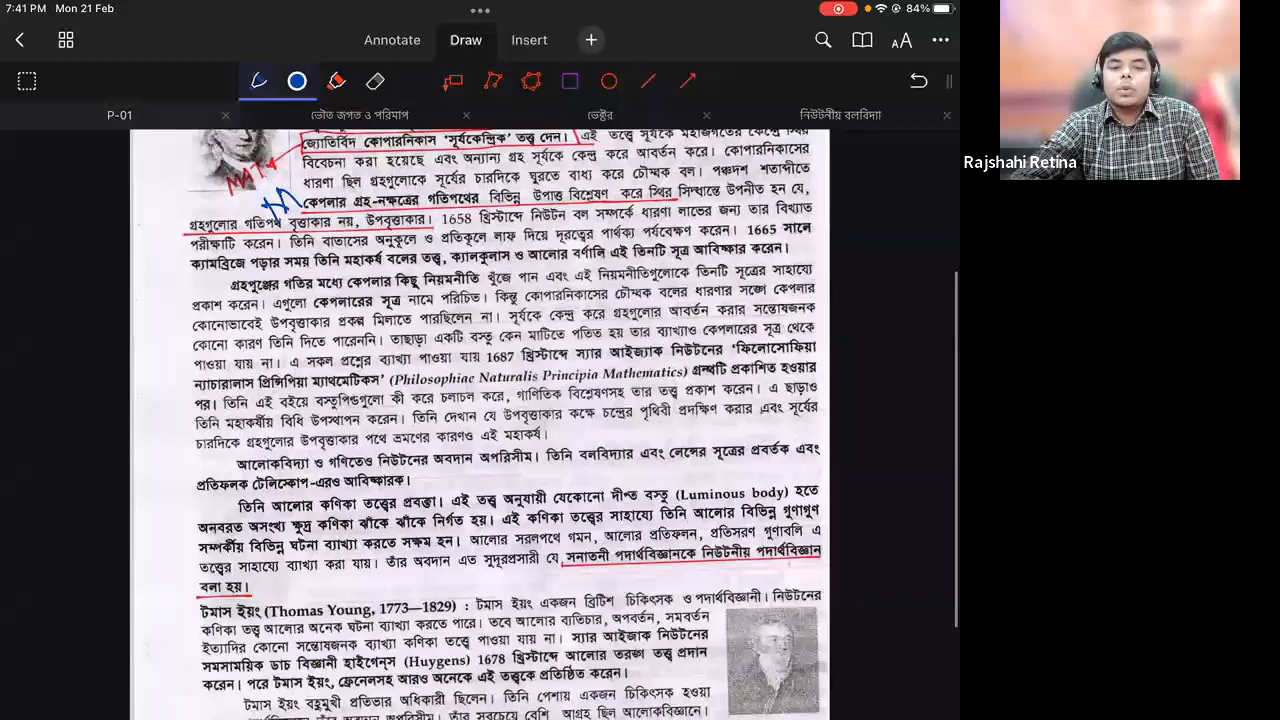 7:41 PM Mon 21 Feb
84%
Annotate Draw Insert
AA
P-01 ভৌত জগত ও পরিমাপ ভেক্টর নিউটনীয় বলবিদ্যা
জ্যোতির্বিদ কোপারনিকাস ‘সূর্যকেন্দ্রিক’ তত্ত্ব দেন। এই তত্ত্বে সূর্যকে মহাজগতের কেন্দ্রে স্থির
বিবেচনা করা হয়েছে এবং অন্যান্য গ্রহ সূর্যকে কেন্দ্র করে আবর্তন করে। কোপারনিকাসের
ধারণা ছিল গ্রহগুলোকে সূর্যের চারদিকে ঘুরতে বাধ্য করে চৌম্বক বল। পঞ্চদশ শতাব্দীতে
MAT
M
কেপলার গ্রহ-নক্ষত্রের গতিপথের বিভিন্ন উপাত্ত বিশ্লেষণ করে স্থির সিদ্ধান্তে উপনীত হন যে,
গ্রহগুলোর গতিপথ বৃত্তাকার নয়, উপবৃত্তাকার। 1658 খ্রিস্টাব্দে নিউটন বল সম্পর্কে ধারণা লাভের জন্য তার বিখ্যাত
পরীক্ষাটি করেন। তিনি বাতাসের অনুকূলে ও প্রতিকূলে লাফ দিয়ে দূরত্বের পার্থক্য পর্যবেক্ষণ করেন। 1665 সালে
ক্যামব্রিজে পড়ার সময় তিনি মহাকর্ষ বলের তত্ত্ব, ক্যালকুলাস ও আলোর বর্ণালি এই তিনটি সূত্র আবিষ্কার করেন।
গ্রহপুঞ্জের গতির মধ্যে কেপলার কিছু নিয়মনীতি খুঁজে পান এবং এই নিয়মনীতিগুলোকে তিনটি সূত্রের সাহায্যে
প্রকাশ করেন। এগুলো কেপলারের সূত্র নামে পরিচিত। কিন্তু কোপারনিকাসের চৌম্বক বলের ধারণার সঙ্গে কেপলার
কোনোভাবেই উপবৃত্তাকার প্রকল্প মিলাতে পারছিলেন না। সূর্যকে কেন্দ্র করে গ্রহগুলোর আবর্তন করার সন্তোষজনক
কোনো কারণ তিনি দিতে পারেননি। তাছাড়া একটি বস্তু কেন মাটিতে পতিত হয় তার ব্যাখ্যাও কেপলারের সূত্র থেকে
পাওয়া যায় না। এ সকল প্রশ্নের ব্যাখ্যা পাওয়া যায় 1687 খ্রিস্টাব্দে স্যার আইজ্যাক নিউটনের ‘ফিলোসোফিয়া
ন্যাচারালাস প্রিন্সিপিয়া ম্যাথমেটিকস’ (Philosophiae Naturalis Principia Mathematics) গ্রন্থটি প্রকাশিত হওয়ার
পর। তিনি এই বইয়ে বস্তুপিন্ডগুলো কী করে চলাচল করে, গাণিতিক বিশ্লেষণসহ তার তত্ত্ব প্রকাশ করেন। এ ছাড়াও
তিনি মহাকর্ষীয় বিধি উপস্থাপন করেন। তিনি দেখান যে উপবৃত্তাকার কক্ষে চন্দ্রের পৃথিবী প্রদক্ষিণ করার এবং সূর্যের
চারদিকে গ্রহগুলোর উপবৃত্তাকার পথে ভ্রমণের কারণও এই মহাকর্ষ।
আলোকবিদ্যা ও গণিতেও নিউটনের অবদান অপরিসীম। তিনি বলবিদ্যার এবং লেন্সের সূত্রের প্রবর্তক এবং
প্রতিফলক টেলিস্কোপ-এরও আবিষ্কারক।
তিনি আলোর কণিকা তত্ত্বের প্রবক্তা। এই তত্ত্ব অনুযায়ী যেকোনো দীপ্ত বস্তু (Luminous body) হতে
অনবরত অসংখ্য ক্ষুদ্র কণিকা ঝাঁকে ঝাঁকে নির্গত হয়। এই কণিকা তত্ত্বের সাহায্যে তিনি আলোর বিভিন্ন গুণাগুণ
সম্পর্কীয় বিভিন্ন ঘটনা ব্যাখ্যা করতে সক্ষম হন। আলোর সরলপথে গমন, আলোর প্রতিফলন, প্রতিসরণ গুণাবলি এ
তত্ত্বের সাহায্যে ব্যাখ্যা করা যায়। তাঁর অবদান এত সুদূরপ্রসারী যে, সনাতনী পদার্থবিজ্ঞানকে নিউটনীয় পদার্থবিজ্ঞান
বলা হয়।
টমাস ইয়ং (Thomas Young, 1773—1829) : টমাস ইয়ং একজন ব্রিটিশ চিকিৎসক ও পদার্থবিজ্ঞানী। নিউটনের
কণিকা তত্ত্ব আলোর অনেক ঘটনা ব্যাখ্যা করতে পারে। তবে আলোর ব্যতিচার, অপবর্তন, সমবর্তন
ইত্যাদির কোনো সন্তোষজনক ব্যাখ্যা কণিকা তত্ত্বে পাওয়া যায় না। স্যার আইজাক নিউটনের
সমসাময়িক ডাচ বিজ্ঞানী হাইগেন্স (Huygens) 1678 খ্রিস্টাব্দে আলোর তরঙ্গ তত্ত্ব প্রদান
করেন। পরে টমাস ইয়ং, ফ্রেনেলসহ আরও অনেকে এই তত্ত্বকে প্রতিষ্ঠিত করেন।
টমাস ইয়ং বহুমুখী প্রতিভার অধিকারী ছিলেন। তিনি পেশায় একজন চিকিৎসক হওয়া
অবদান অপরিসীম। তাঁর সবচেয়ে বেশি আগ্রহ ছিল আলোকবিজ্ঞানে।
Rajshahi Retina